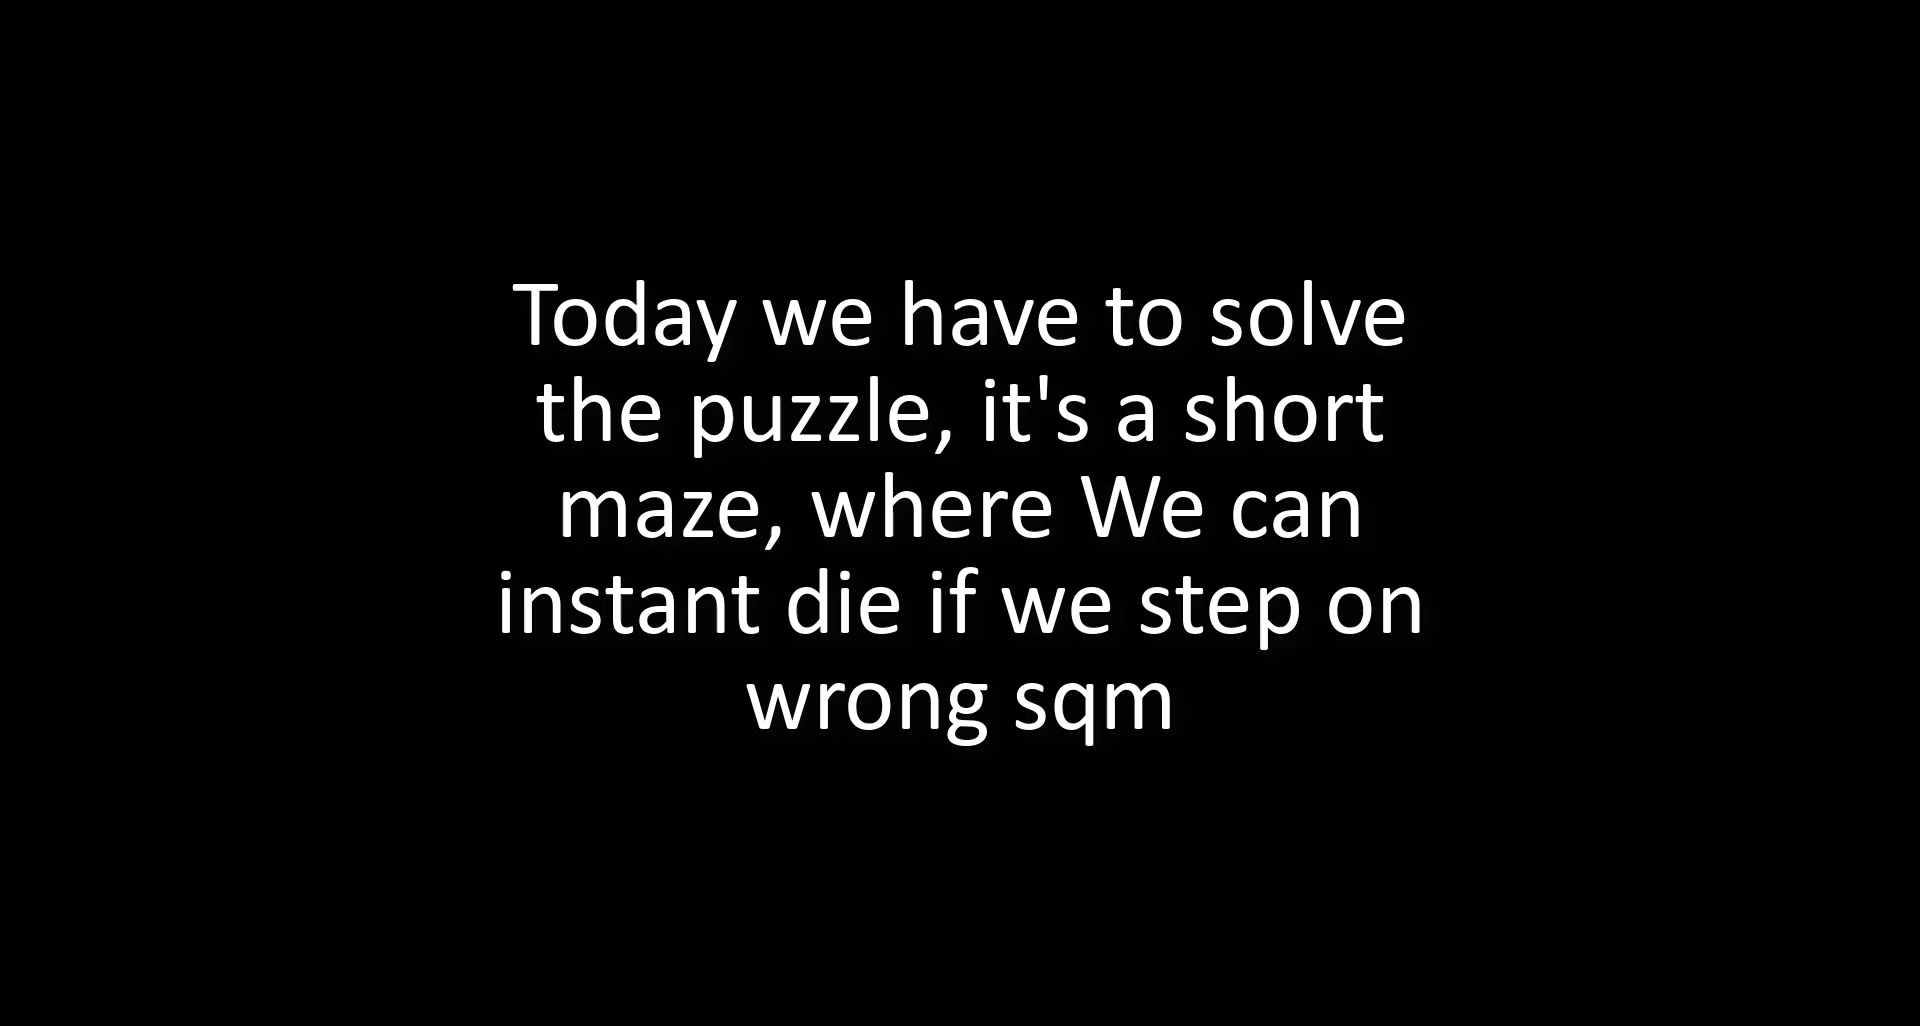 Today we have to solve
the puzzle, it's a short
maze, where We can
instant die if we step on
wrong sqm